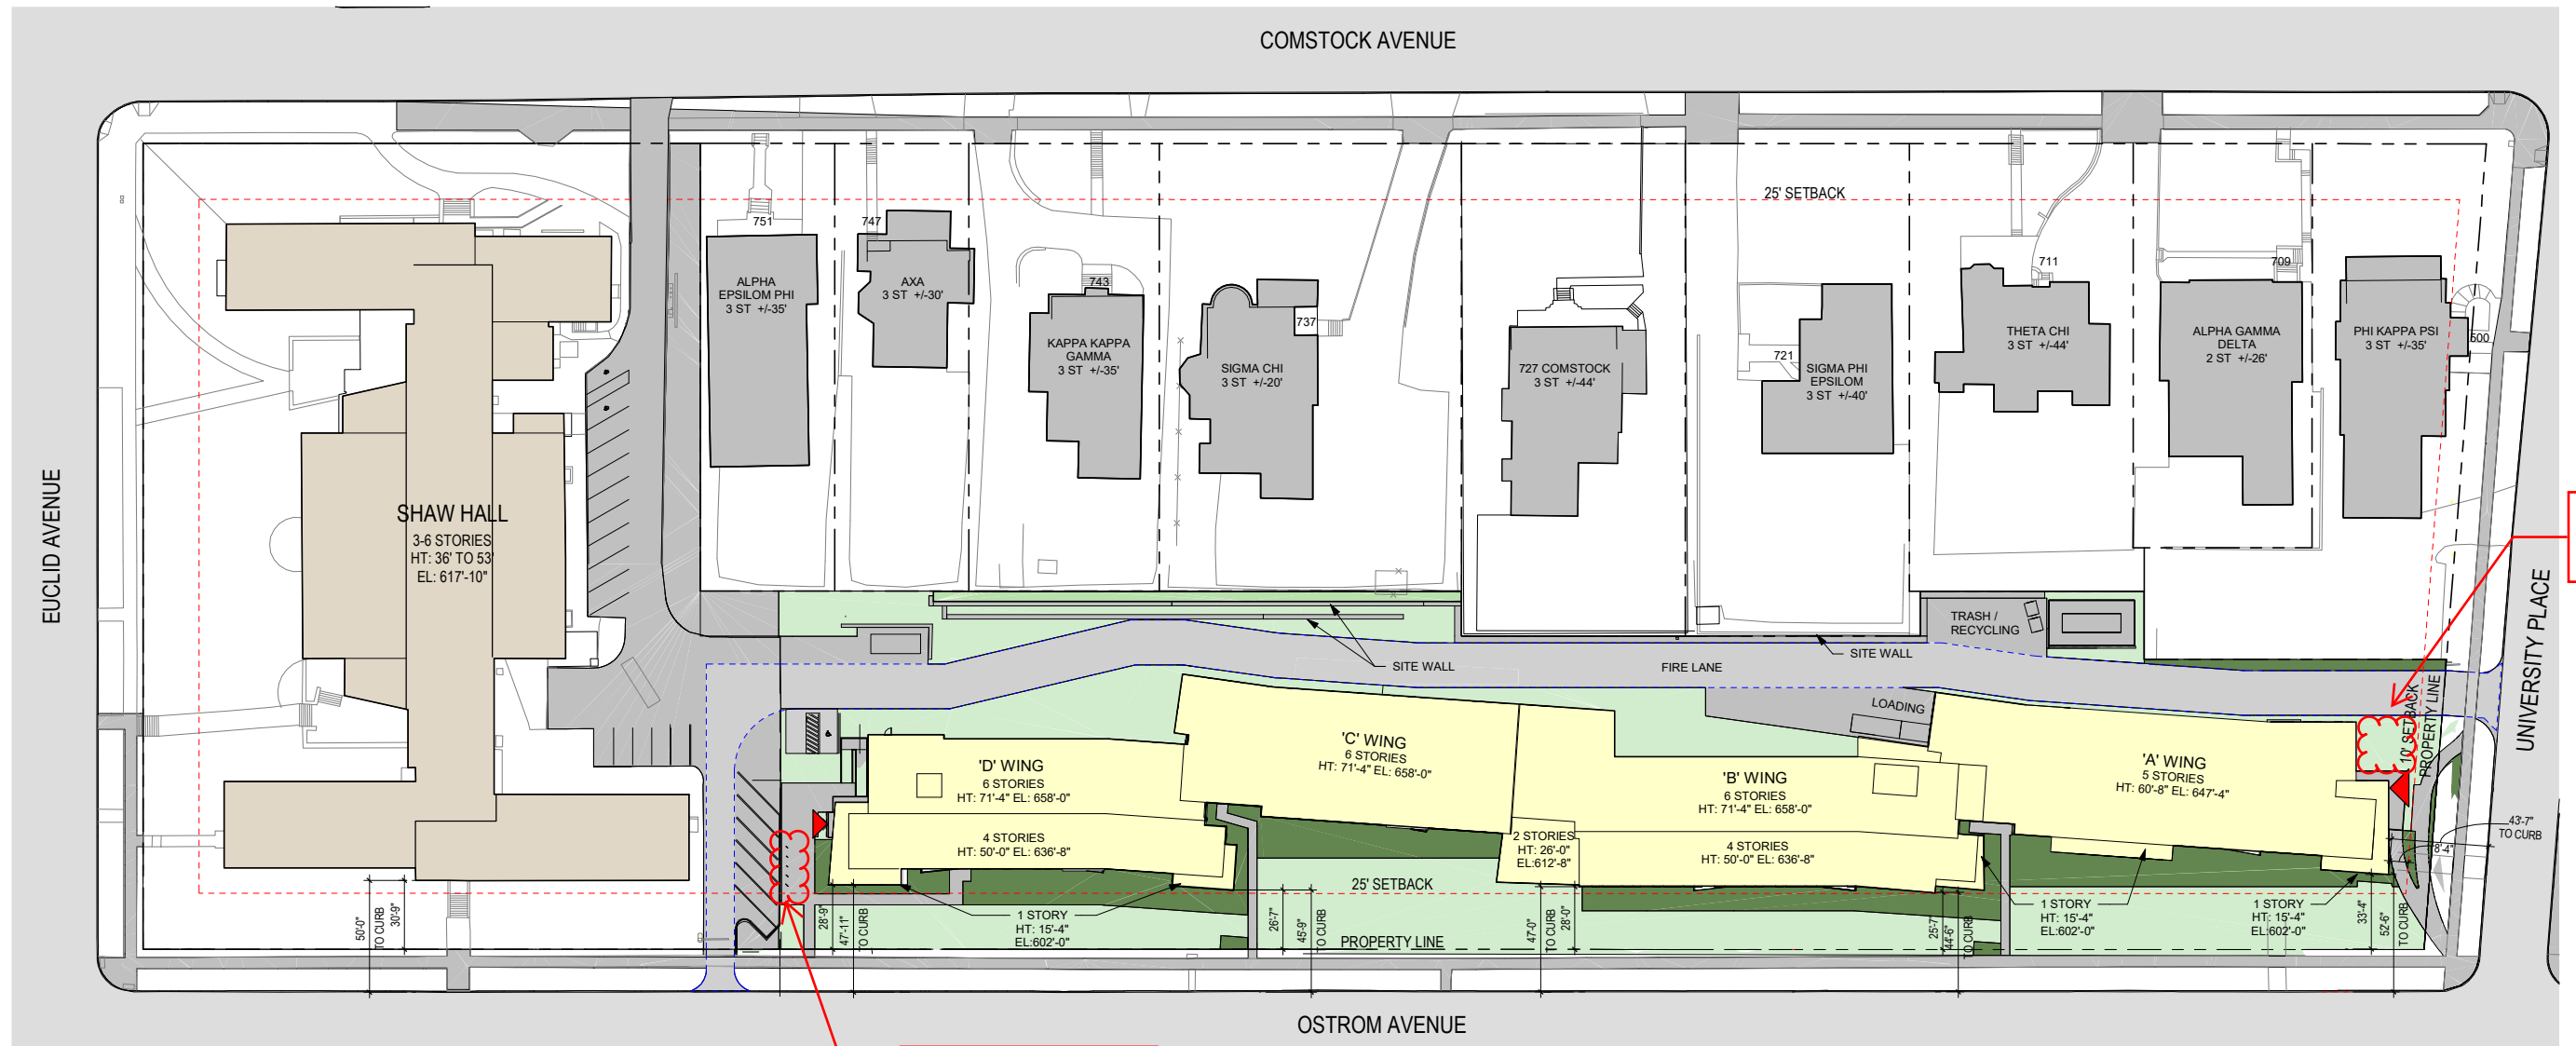 COMSTOCK AVENUE
EUCLID AVENUE
25' SETBACK
751
747
743
737
721
711
709
500
ALPHA
EPSILOM PHI
3 ST +/-35'
AXA
3 ST +/-30'
KAPPA KAPPA
GAMMA
3 ST +/-35'
SIGMA CHI
3 ST +/-20'
727 COMSTOCK
3 ST +/-44'
SIGMA PHI
EPSILOM
3 ST +/-40'
THETA CHI
3 ST +/-44'
ALPHA GAMMA
DELTA
2 ST +/-26'
PHI KAPPA PSI
3 ST +/-35'
SHAW HALL
3-6 STORIES
HT: 36' TO 53'
EL: 617'-10"
TRASH /
RECYCLING
SITE WALL
FIRE LANE
SITE WALL
LOADING
UNIVERSITY PLACE
10' SETBACK
PROPERTY LINE
'D' WING
6 STORIES
HT: 71'-4" EL: 658'-0"
4 STORIES
HT: 50'-0" EL: 636'-8"
'C' WING
6 STORIES
HT: 71'-4" EL: 658'-0"
'B' WING
6 STORIES
HT: 71'-4" EL: 658'-0"
2 STORIES
HT: 26'-0"
EL:612'-8"
4 STORIES
HT: 50'-0" EL: 636'-8"
'A' WING
5 STORIES
HT: 60'-8" EL: 647'-4"
43'-7"
TO CURB
8'-4"
25' SETBACK
50'-0"
TO CURB
30'-9"
28'-9"
47'-11"
TO CURB
1 STORY
HT: 15'-4"
EL:602'-0"
26'-7"
45'-9"
TO CURB
PROPERTY LINE
47'-0"
TO CURB
28'-0"
25'-7"
44'-6"
TO CURB
1 STORY
HT: 15'-4"
EL:602'-0"
1 STORY
HT: 15'-4"
EL:602'-0"
33'-4"
52'-6"
TO CURB
OSTROM AVENUE